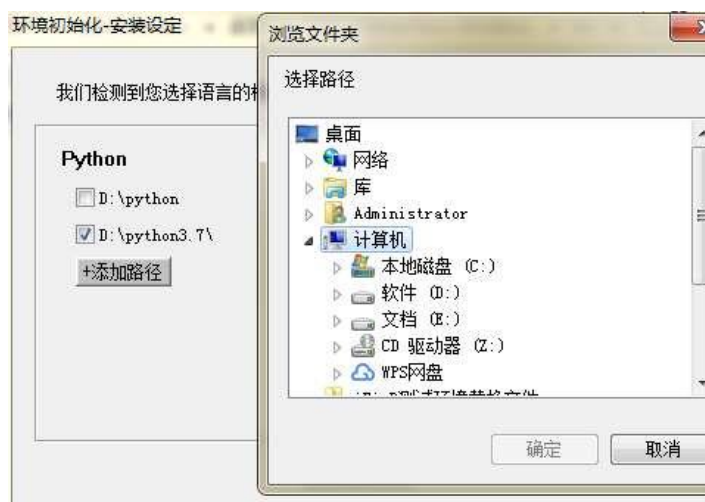 环境初始化-安装设定
浏览文件夹
我们检测到您选择语言的
选择路径
Python
D:\python
D:\python3.7\
+添加路径
桌面
网络
库
Administrator
计算机
本地磁盘 (C:)
软件 (D:)
文档 (E:)
CD 驱动器 (Z:)
WPS网盘
确定
取消